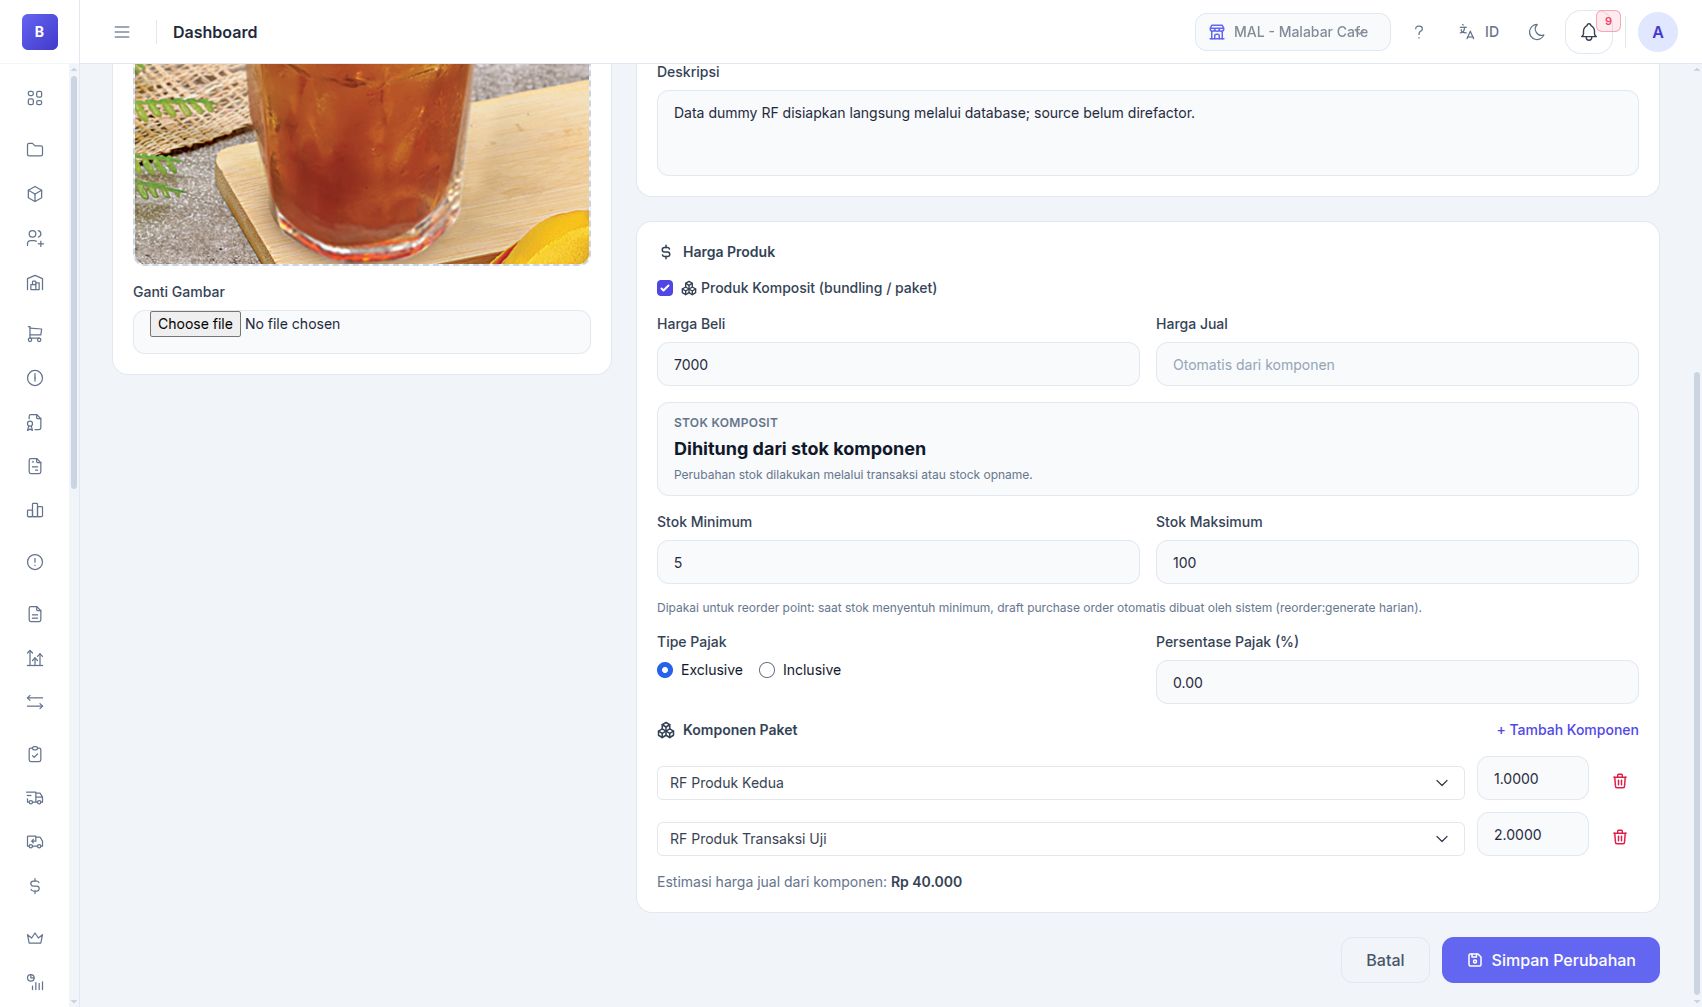 B
Dashboard
MAL - Malabar Cafe
?
ID
9
A
Deskripsi
Data dummy RF disiapkan langsung melalui database; source belum direfactor.
Ganti Gambar
Choose file No file chosen
Harga Produk
Produk Komposit (bundling / paket)
Harga Beli
Harga Jual
7000
Otomatis dari komponen
STOK KOMPOSIT
Dihitung dari stok komponen
Perubahan stok dilakukan melalui transaksi atau stock opname.
Stok Minimum
Stok Maksimum
5
100
Dipakai untuk reorder point: saat stok menyentuh minimum, draft purchase order otomatis dibuat oleh sistem (reorder:generate harian).
Tipe Pajak
Persentase Pajak (%)
Exclusive
Inclusive
0.00
Komponen Paket
+ Tambah Komponen
RF Produk Kedua
1.0000
RF Produk Transaksi Uji
2.0000
Estimasi harga jual dari komponen: Rp 40.000
Batal
Simpan Perubahan